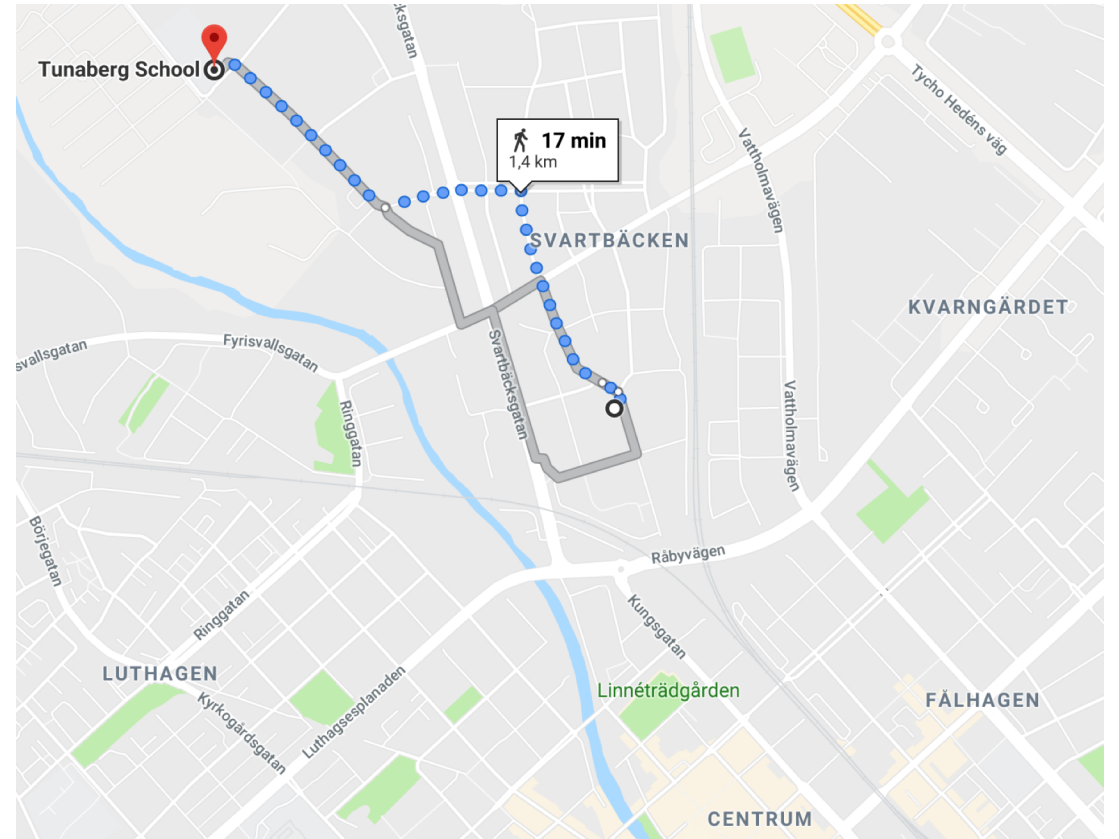 cksgatan
Tunaberg School
17 min
1,4 km
Tycho Hedéns väg
Vattholmavägen
SVARTBÄCKEN
KVARNGÄRDET
svallsgatan
Fyrisvallsgatan
Svartbäcksgatan
Ringgatan
Vattholmavägen
Börjegatan
Råbyvägen
Ringgatan
Kungsgatan
LUTHAGEN
Kyrkogårdsgatan
Luthagsesplanaden
Linnéträdgården
FÅLHAGEN
CENTRUM